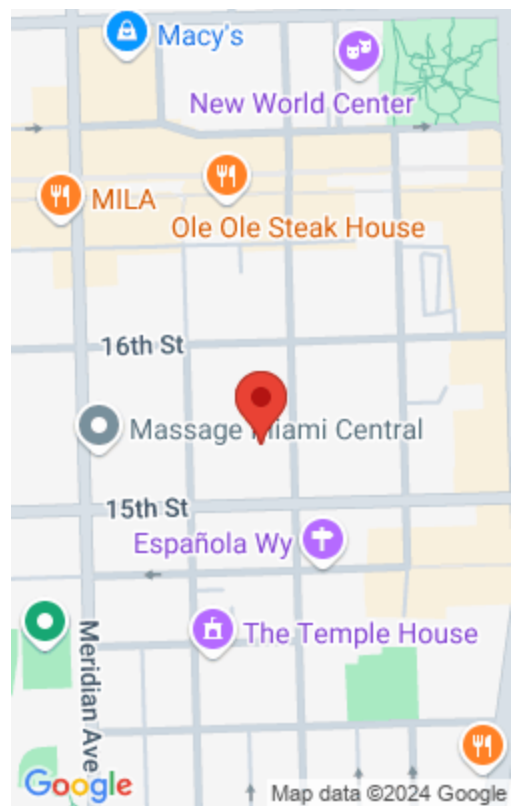 Macy's
New World Center
MILA
Ole Ole Steak House
16th St
Massage Miami Central
15th St
Española Wy
The Temple House
Meridian Ave
Google
Map data ©2024 Google